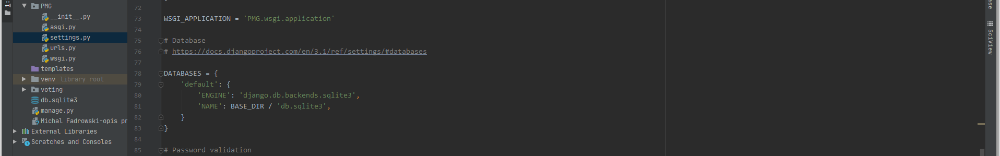 PMG
__init__.py
asgi.py
settings.py
urls.py
wsgi.py
templates
venv library root
voting
db.sqlite3
manage.py
Michal Fadrowski-opis pr
External Libraries
Scratches and Consoles
72
73 WSGI_APPLICATION = 'PMG.wsgi.application'
74
75 # Database
76 # https://docs.djangoproject.com/en/3.1/ref/settings/#databases
77
78 DATABASES = {
79 'default': {
80 'ENGINE': 'django.db.backends.sqlite3',
81 'NAME': BASE_DIR / 'db.sqlite3',
82 }
83 }
84
85 # Password validation
ase
SciView